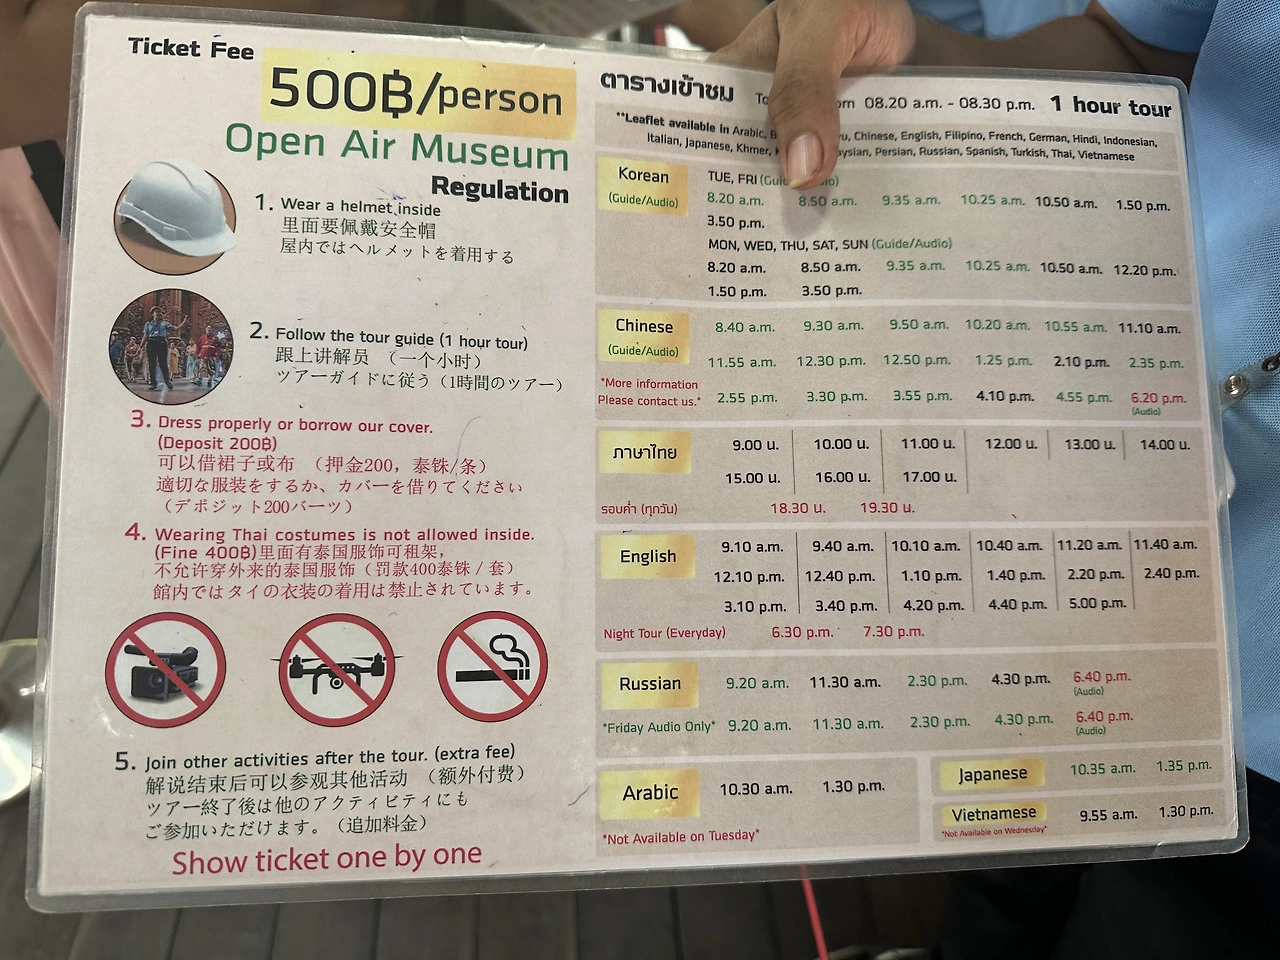 Ticket Fee
500฿/person
Open Air Museum
Regulation
1. Wear a helmet inside
里面要佩戴安全帽
屋内ではヘルメットを着用する
2. Follow the tour guide (1 hour tour)
跟上讲解员 （一个小时）
ツアーガイドに従う（1時間のツアー）
3. Dress properly or borrow our cover.
(Deposit 200฿)
可以借裙子或布 （押金200，泰铢/条）
適切な服装をするか、カバーを借りてください
（デポジット200バーツ）
4. Wearing Thai costumes is not allowed inside.
(Fine 400฿)里面有泰国服饰可租架，
不允许穿外来的泰国服饰（罚款400泰铢 / 套）
館内ではタイの衣装の着用は禁止されています。
5. Join other activities after the tour. (extra fee)
解说结束后可以参观其他活动 （额外付费）
ツアー終了後は他のアクティビティにも
ご参加いただけます。（追加料金）
Show ticket one by one
ตารางเข้าชม 08.20 a.m. - 08.30 p.m. 1 hour tour
**Leaflet available in Arabic, Chinese, English, Filipino, French, German, Hindi, Indonesian,
Italian, Japanese, Khmer, Persian, Russian, Spanish, Turkish, Thai, Vietnamese
Korean
(Guide/Audio)
TUE, FRI
8.20 a.m. 8.50 a.m. 9.35 a.m. 10.25 a.m. 10.50 a.m. 1.50 p.m.
3.50 p.m.
MON, WED, THU, SAT, SUN (Guide/Audio)
8.20 a.m. 8.50 a.m. 9.35 a.m. 10.25 a.m. 10.50 a.m. 12.20 p.m.
1.50 p.m. 3.50 p.m.
Chinese
(Guide/Audio)
*More information
Please contact us.*
8.40 a.m. 9.30 a.m. 9.50 a.m. 10.20 a.m. 10.55 a.m. 11.10 a.m.
11.55 a.m. 12.30 p.m. 12.50 p.m. 1.25 p.m. 2.10 p.m. 2.35 p.m.
2.55 p.m. 3.30 p.m. 3.55 p.m. 4.10 p.m. 4.55 p.m. 6.20 p.m.
(Audio)
ภาษาไทย
9.00 น. 10.00 น. 11.00 น. 12.00 น. 13.00 น. 14.00 น.
15.00 น. 16.00 น. 17.00 น.
รอบค่ำ (ทุกวัน) 18.30 น. 19.30 น.
English
9.10 a.m. 9.40 a.m. 10.10 a.m. 10.40 a.m. 11.20 a.m. 11.40 a.m.
12.10 p.m. 12.40 p.m. 1.10 p.m. 1.40 p.m. 2.20 p.m. 2.40 p.m.
3.10 p.m. 3.40 p.m. 4.20 p.m. 4.40 p.m. 5.00 p.m.
Night Tour (Everyday) 6.30 p.m. 7.30 p.m.
Russian
9.20 a.m. 11.30 a.m. 2.30 p.m. 4.30 p.m. 6.40 p.m.
(Audio)
*Friday Audio Only* 9.20 a.m. 11.30 a.m. 2.30 p.m. 4.30 p.m. 6.40 p.m.
(Audio)
Arabic
10.30 a.m. 1.30 p.m.
*Not Available on Tuesday*
Japanese 10.35 a.m. 1.35 p.m.
Vietnamese 9.55 a.m. 1.30 p.m.
*Not Available on Wednesday*